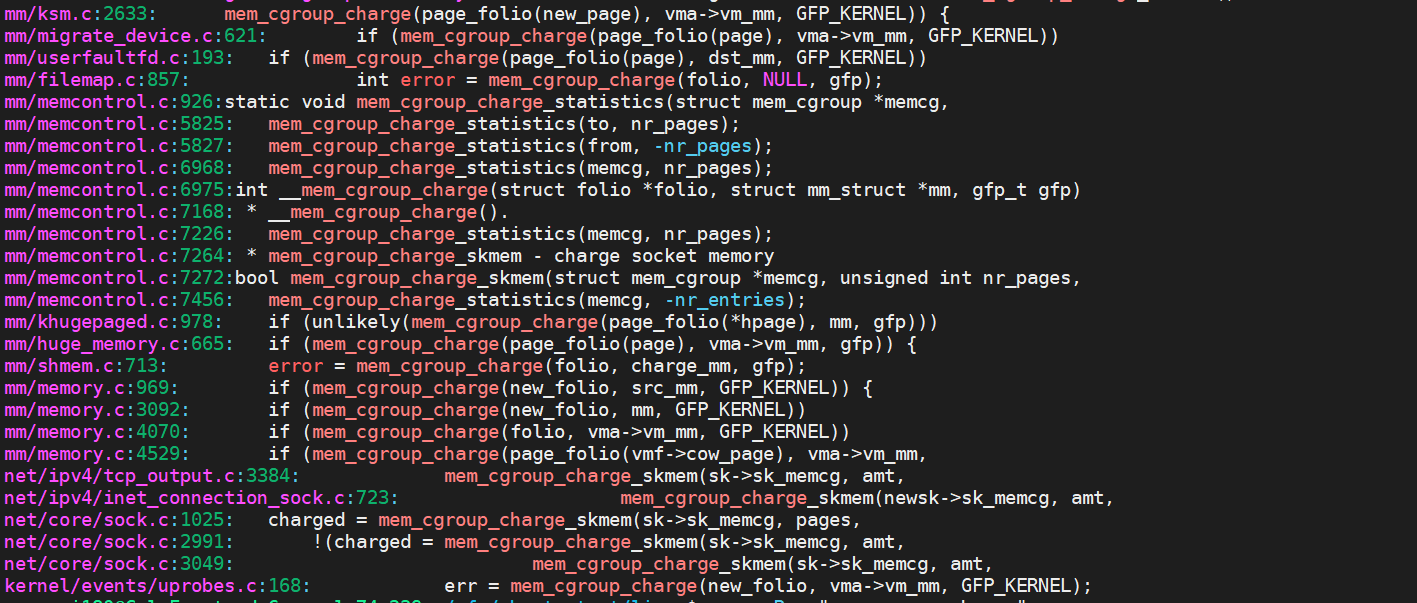 mm/ksm.c:2633:      mem_cgroup_charge(page_folio(new_page), vma->vm_mm, GFP_KERNEL)) {
mm/migrate_device.c:621:        if (mem_cgroup_charge(page_folio(page), vma->vm_mm, GFP_KERNEL))
mm/userfaultfd.c:193:   if (mem_cgroup_charge(page_folio(page), dst_mm, GFP_KERNEL))
mm/filemap.c:857:               int error = mem_cgroup_charge(folio, NULL, gfp);
mm/memcontrol.c:926:static void mem_cgroup_charge_statistics(struct mem_cgroup *memcg,
mm/memcontrol.c:5825:   mem_cgroup_charge_statistics(to, nr_pages);
mm/memcontrol.c:5827:   mem_cgroup_charge_statistics(from, -nr_pages);
mm/memcontrol.c:6968:   mem_cgroup_charge_statistics(memcg, nr_pages);
mm/memcontrol.c:6975:int __mem_cgroup_charge(struct folio *folio, struct mm_struct *mm, gfp_t gfp)
mm/memcontrol.c:7168: * __mem_cgroup_charge().
mm/memcontrol.c:7226:   mem_cgroup_charge_statistics(memcg, nr_pages);
mm/memcontrol.c:7264: * mem_cgroup_charge_skmem - charge socket memory
mm/memcontrol.c:7272:bool mem_cgroup_charge_skmem(struct mem_cgroup *memcg, unsigned int nr_pages,
mm/memcontrol.c:7456:   mem_cgroup_charge_statistics(memcg, -nr_entries);
mm/khugepaged.c:978:    if (unlikely(mem_cgroup_charge(page_folio(*hpage), mm, gfp)))
mm/huge_memory.c:665:   if (mem_cgroup_charge(page_folio(page), vma->vm_mm, gfp)) {
mm/shmem.c:713:         error = mem_cgroup_charge(folio, charge_mm, gfp);
mm/memory.c:969:        if (mem_cgroup_charge(new_folio, src_mm, GFP_KERNEL)) {
mm/memory.c:3092:       if (mem_cgroup_charge(new_folio, mm, GFP_KERNEL))
mm/memory.c:4070:       if (mem_cgroup_charge(folio, vma->vm_mm, GFP_KERNEL))
mm/memory.c:4529:       if (mem_cgroup_charge(page_folio(vmf->cow_page), vma->vm_mm,
net/ipv4/tcp_output.c:3384:             mem_cgroup_charge_skmem(sk->sk_memcg, amt,
net/ipv4/inet_connection_sock.c:723:                    mem_cgroup_charge_skmem(newsk->sk_memcg, amt,
net/core/sock.c:1025:   charged = mem_cgroup_charge_skmem(sk->sk_memcg, pages,
net/core/sock.c:2991:       !(charged = mem_cgroup_charge_skmem(sk->sk_memcg, amt,
net/core/sock.c:3049:                           mem_cgroup_charge_skmem(sk->sk_memcg, amt,
kernel/events/uprobes.c:168:            err = mem_cgroup_charge(new_folio, vma->vm_mm, GFP_KERNEL);